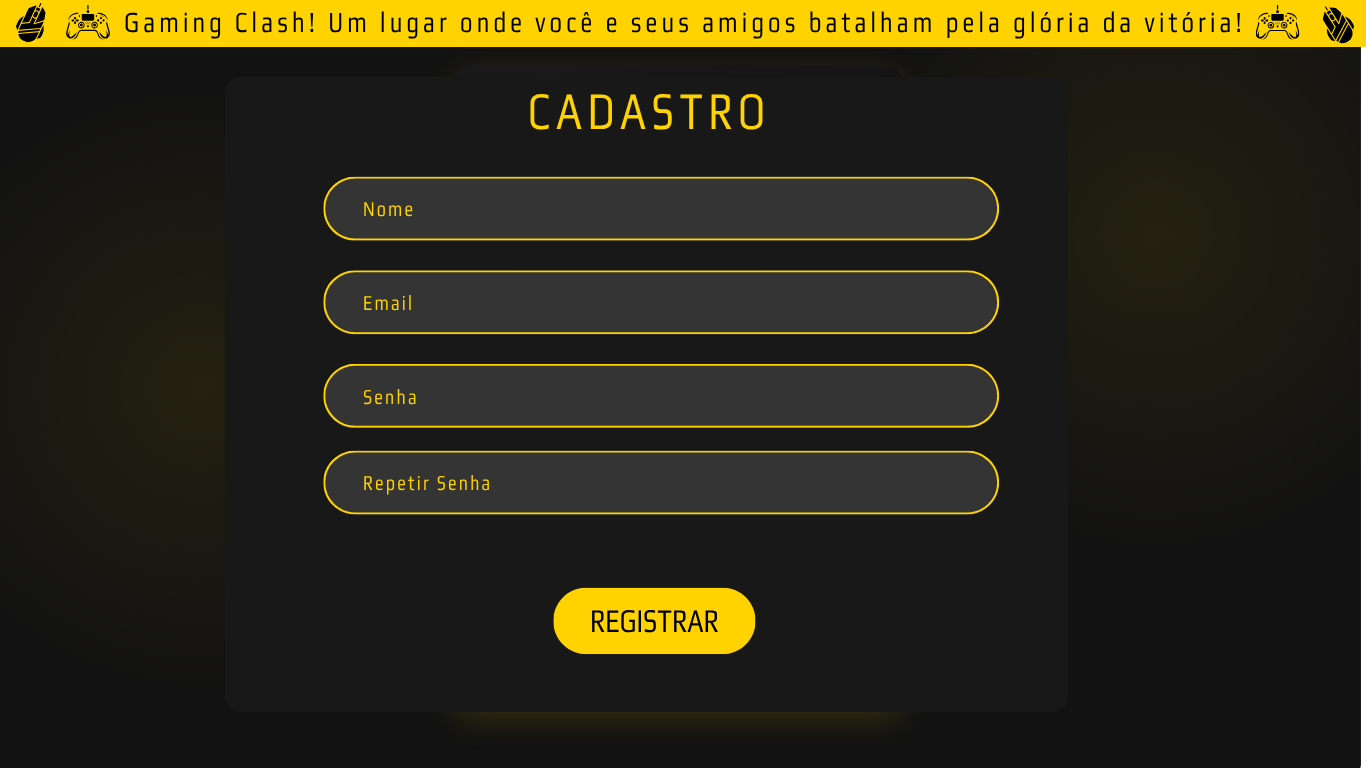 Gaming Clash! Um lugar onde você e seus amigos batalham pela glória da vitória!
CADASTRO
Nome
Email
Senha
Repetir Senha
REGISTRAR